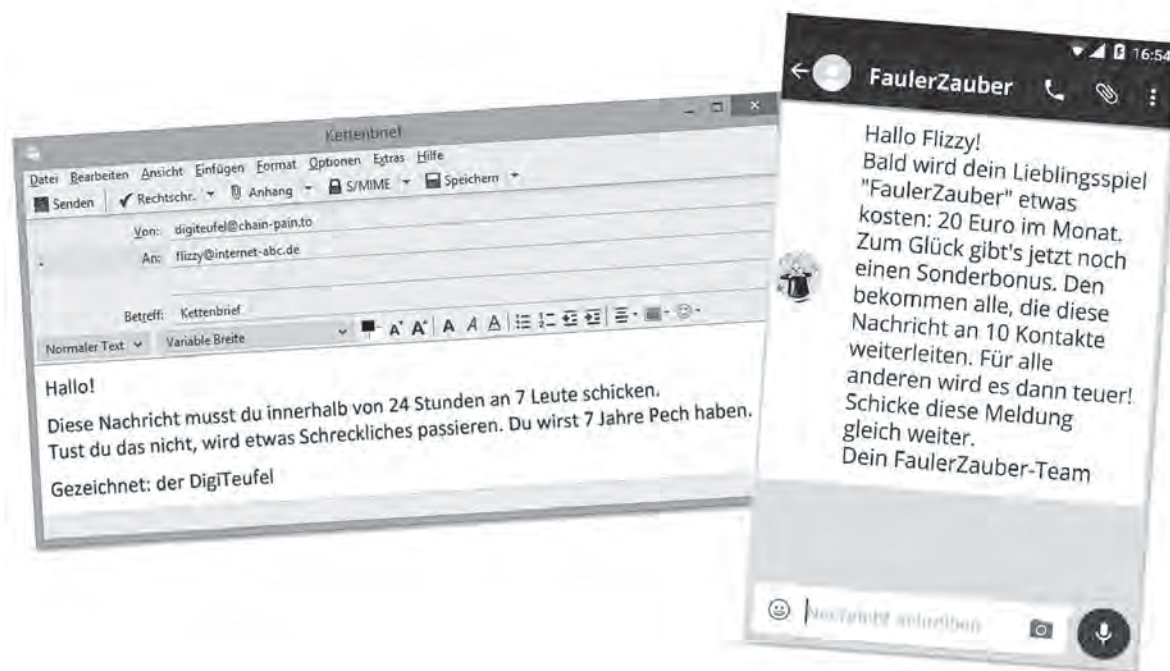 Kettenbrief
Datei Bearbeiten Ansicht Einfügen Format Optionen Extras Hilfe
Senden Rechtschr. Anhang S/MIME Speichern
Von: digiteufel@chain-pain.to
An: flizzy@internet-abc.de
Betreff: Kettenbrief
Normaler Text Variable Breite
Hallo!
Diese Nachricht musst du innerhalb von 24 Stunden an 7 Leute schicken.
Tust du das nicht, wird etwas Schreckliches passieren. Du wirst 7 Jahre Pech haben.
Gezeichnet: der DigiTeufel
16:54
FaulerZauber
Hallo Flizzy!
Bald wird dein Lieblingsspiel
"FaulerZauber" etwas
kosten: 20 Euro im Monat.
Zum Glück gibt's jetzt noch
einen Sonderbonus. Den
bekommen alle, die diese
Nachricht an 10 Kontakte
weiterleiten. Für alle
anderen wird es dann teuer!
Schicke diese Meldung
gleich weiter.
Dein FaulerZauber-Team
Nachricht schreiben